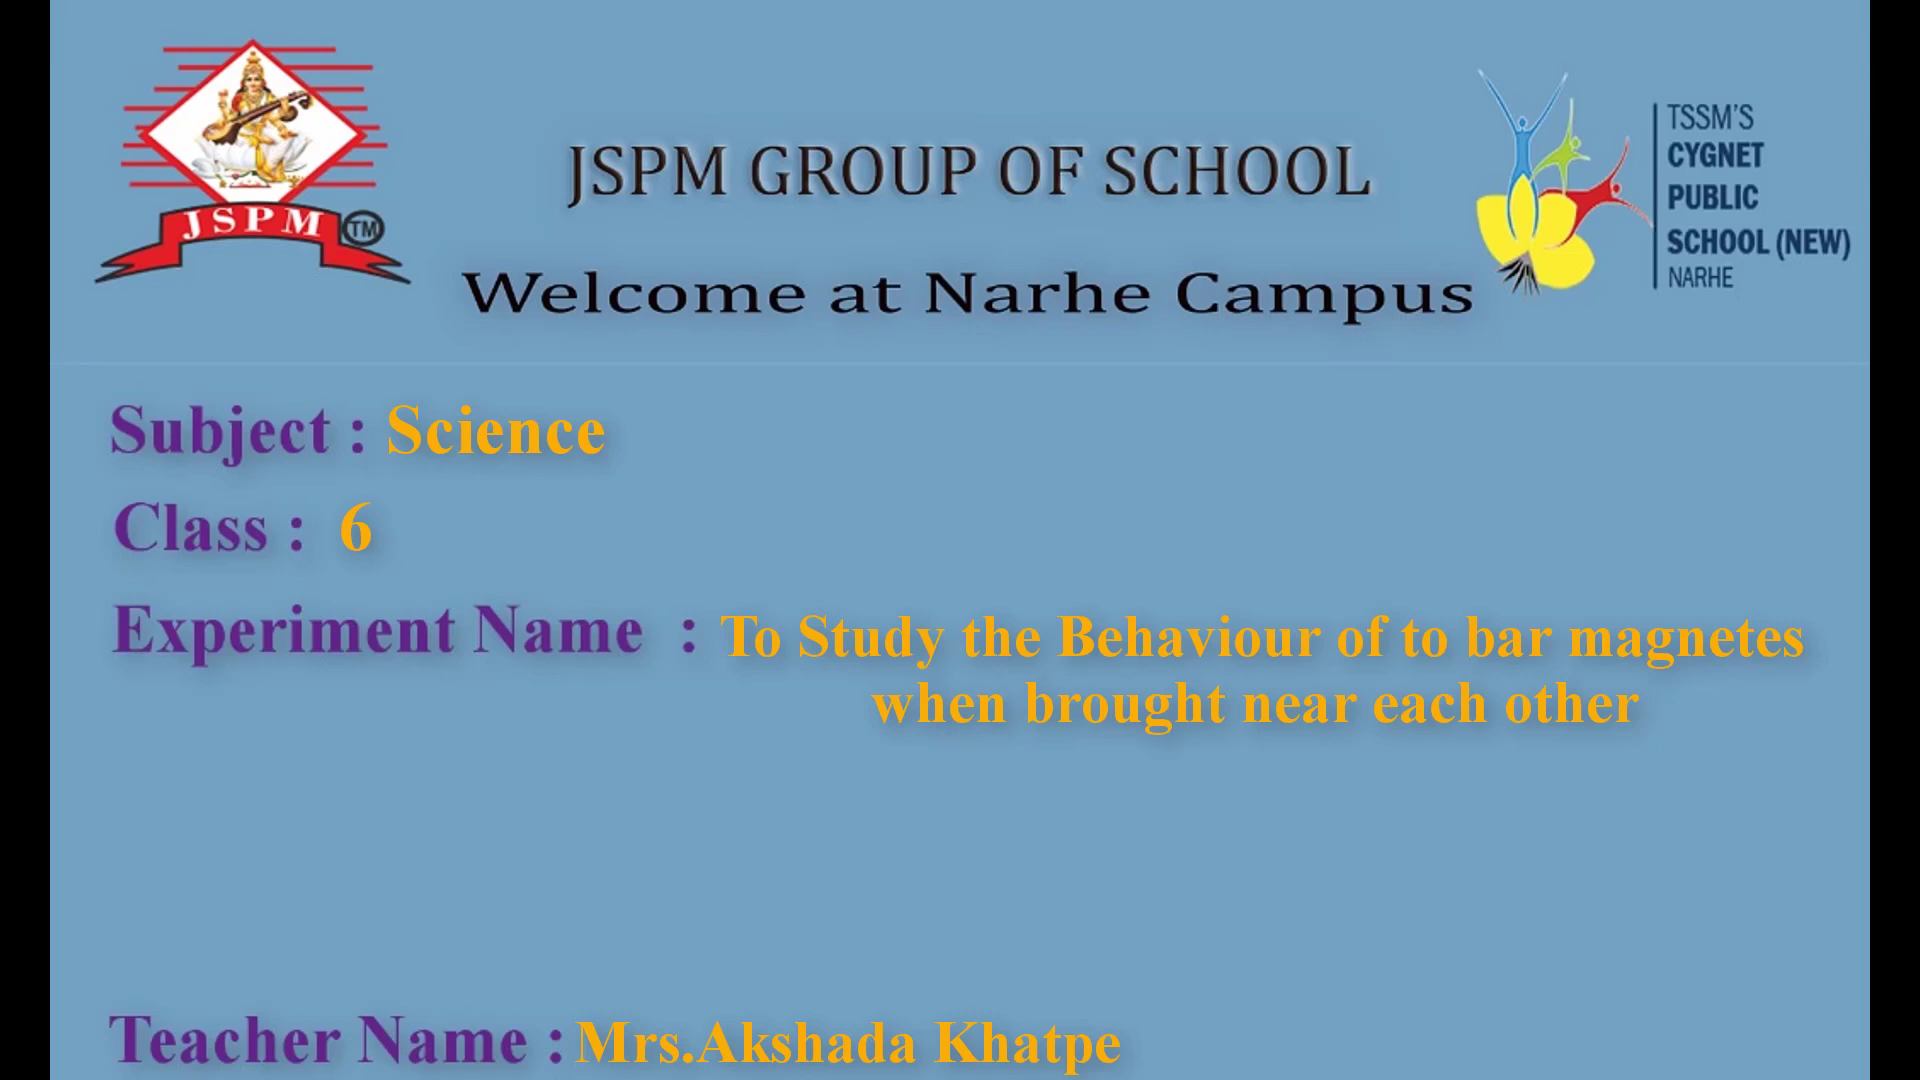 JSPM
TM
JSPM GROUP OF SCHOOL
Welcome at Narhe Campus
TSSM'S
CYGNET
PUBLIC
SCHOOL (NEW)
NARHE
Subject : Science
Class : 6
Experiment Name : To Study the Behaviour of to bar magnetes
when brought near each other
Teacher Name : Mrs.Akshada Khatpe